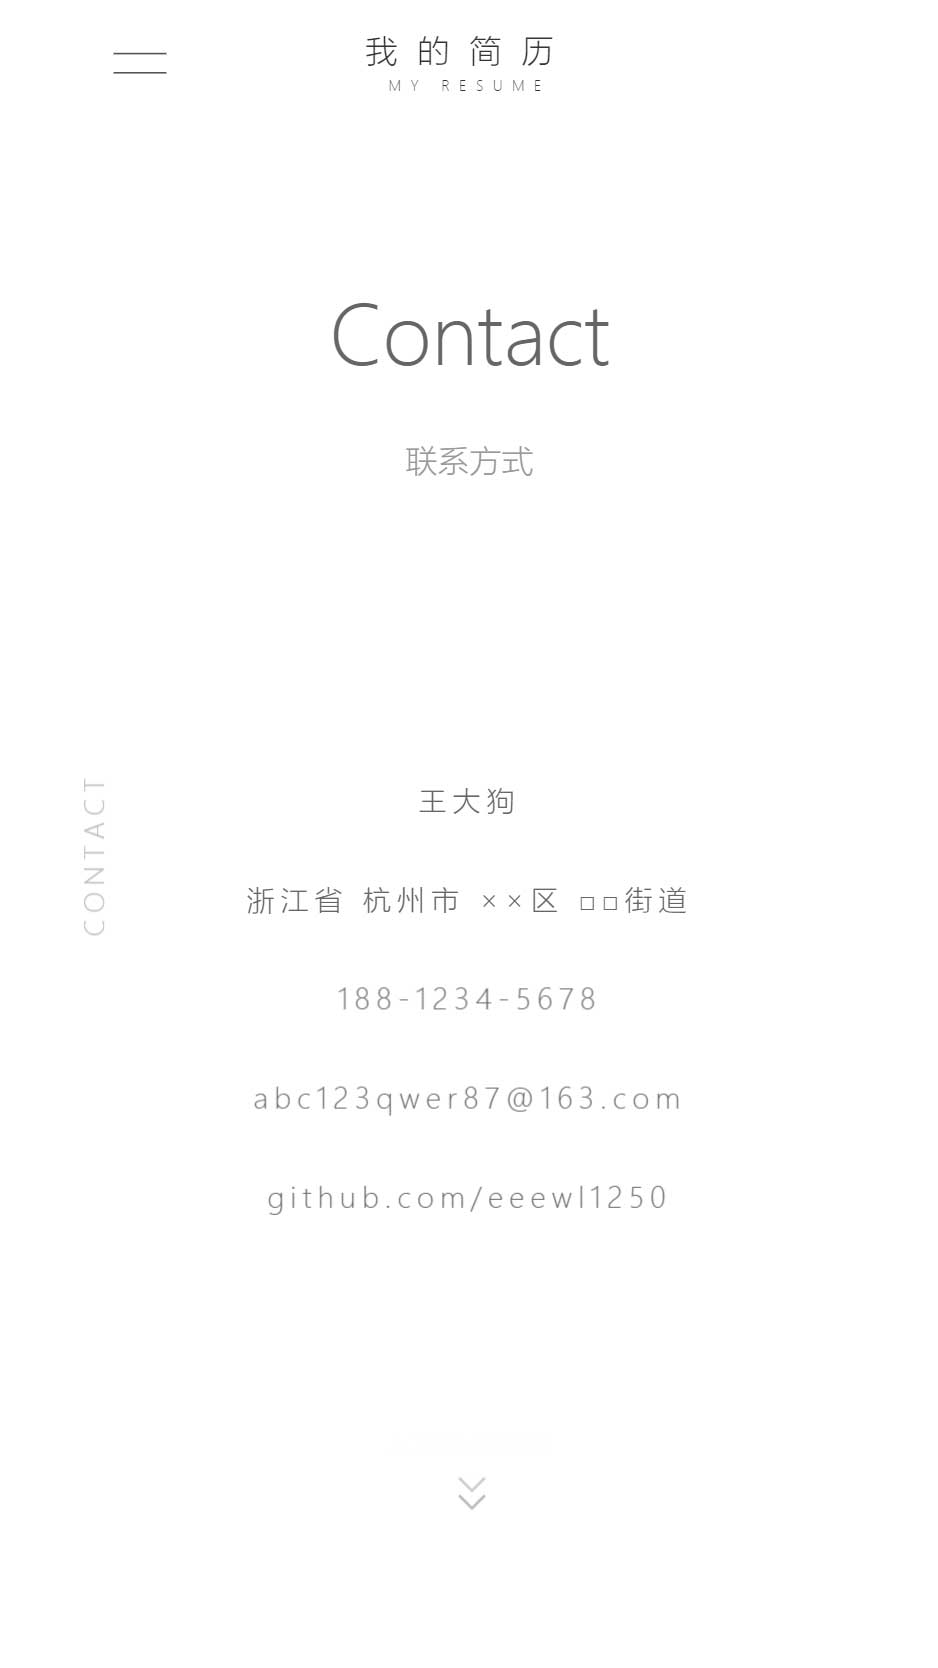 我的简历
MY RESUME
Contact
联系方式
CONTACT
王大狗
浙江省 杭州市 ××区 □□街道
188-1234-5678
abc123qwer87@163.com
github.com/eeewl1250